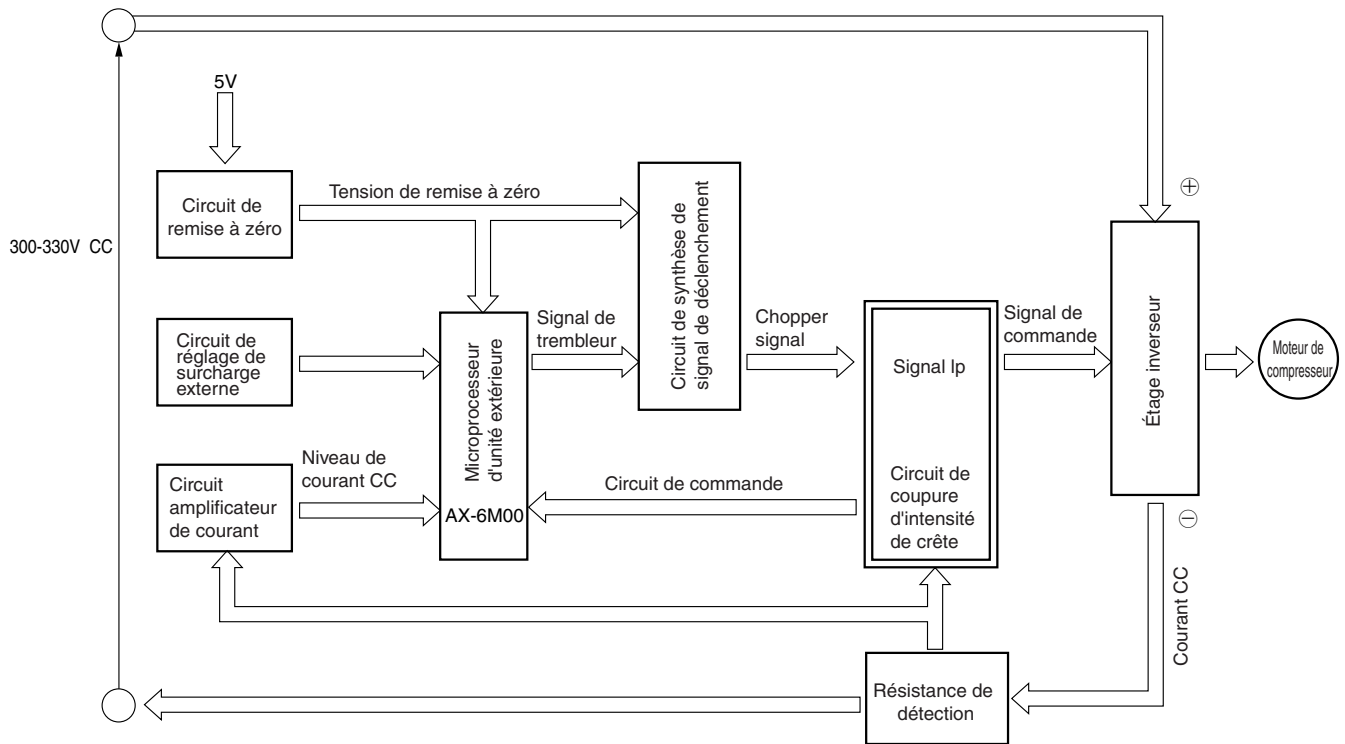 5V
Circuit de
remise à zéro
Tension de remise à zéro
300-330V CC
Circuit de synthèse de
signal de déclenchement
Circuit de
réglage de
surcharge
externe
Microprocesseur
d'unité extérieure
AX-6M00
Signal de
trembleur
Chopper
signal
Signal Ip
Circuit de
coupure
d'intensité
de crête
Signal de
commande
+
Étage inverseur
−
Moteur de
compresseur
Circuit
amplificateur
de courant
Niveau de
courant CC
Circuit de commande
Courant CC
Résistance de
détection